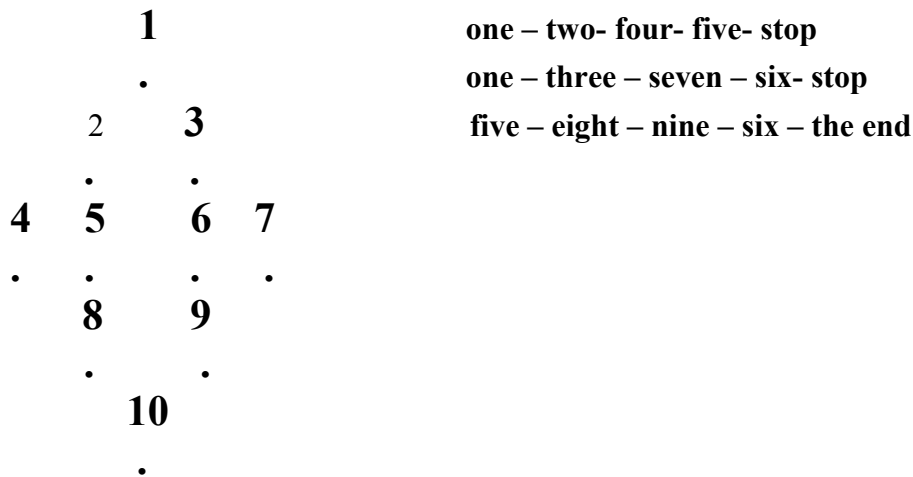 1 one – two- four- five- stop
. one – three – seven – six- stop
2 3 five – eight – nine – six – the end
. .
4 5 6 7
. . . .
8 9
. .
10
.